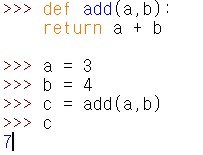 >>> def add(a,b):
    return a + b
>>> a = 3
>>> b = 4
>>> c = add(a,b)
>>> c
7